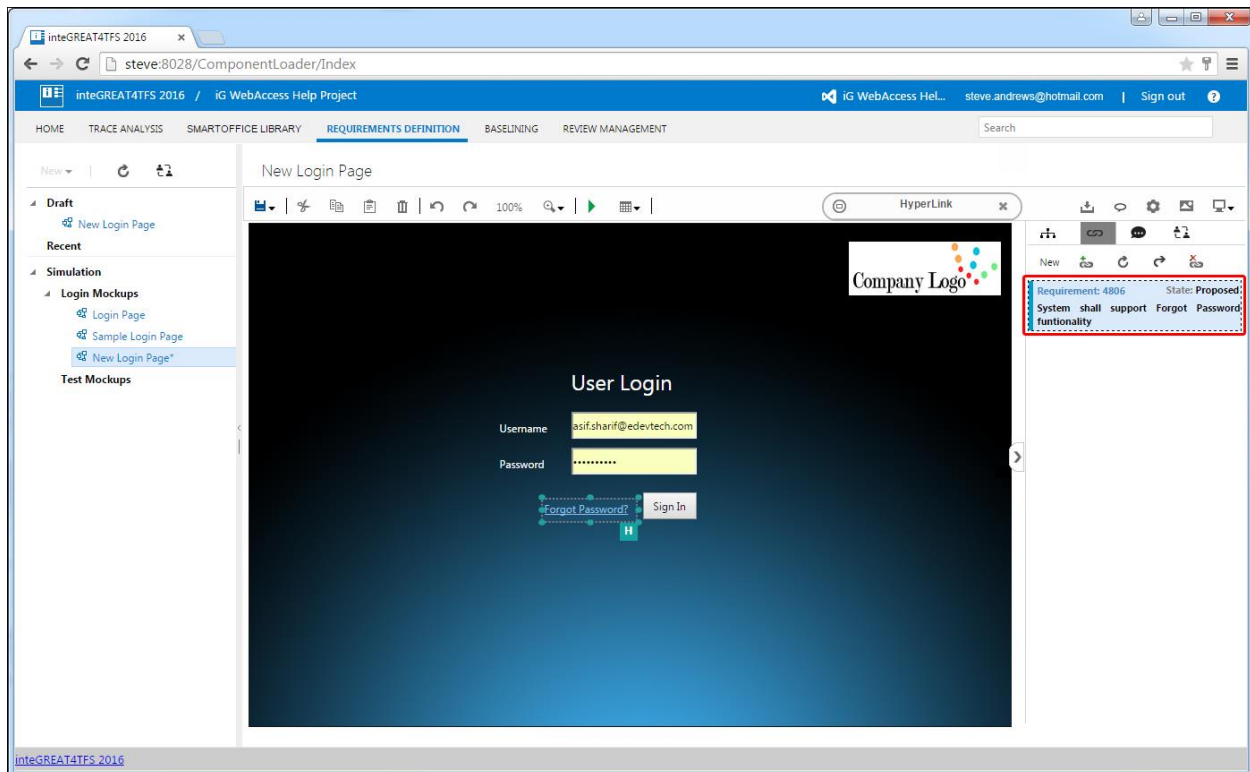 inteGREAT4TFS 2016
steve:8028/ComponentLoader/Index
inteGREAT4TFS 2016 / iG WebAccess Help Project
iG WebAccess Hel... steve.andrews@hotmail.com | Sign out ?
HOME TRACE ANALYSIS SMARTOFFICE LIBRARY REQUIREMENTS DEFINITION BASELINING REVIEW MANAGEMENT Search
New
Draft
New Login Page
Recent
Simulation
Login Mockups
Login Page
Sample Login Page
New Login Page*
Test Mockups
New Login Page
100%
HyperLink
Company Logo
User Login
Username asif.sharif@edevtech.com
Password ••••••••••
Forgot Password? Sign In
H
New
Requirement: 4806 State: Proposed
System shall support Forgot Password
funtionality
inteGREAT4TFS 2016